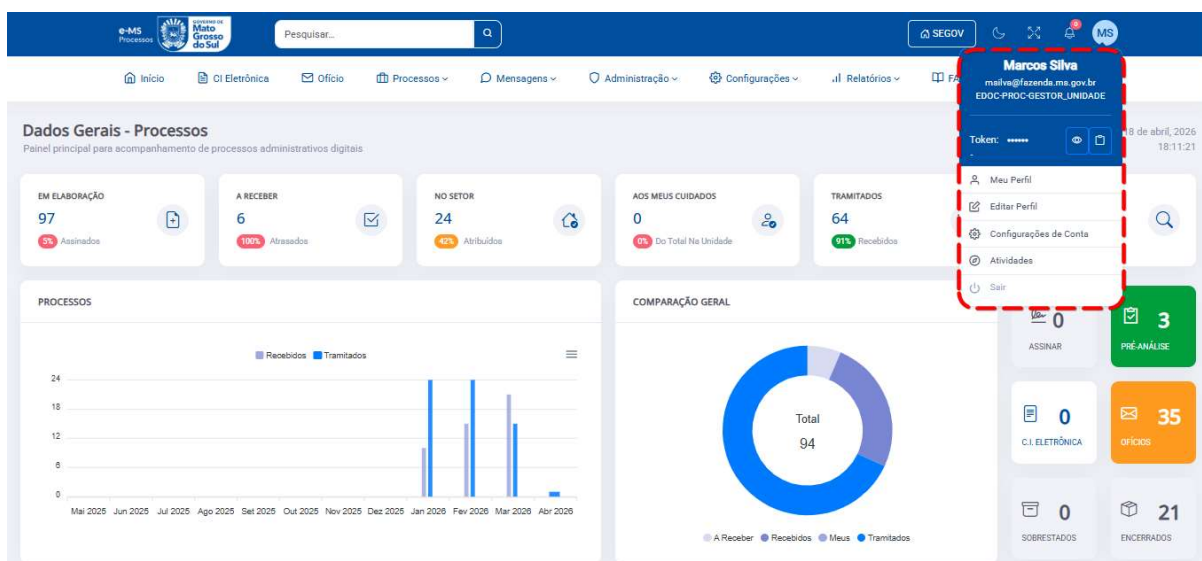 e-MS
Processos
GOVERNO DE
Mato
Grosso
do Sul
Pesquisar...
SEGOV
MS
Início
CI Eletrônica
Ofício
Processos
Mensagens
Administração
Configurações
Relatórios
FA
Marcos Silva
msilva@fazenda.ms.gov.br
EDOC-PROC-GESTOR_UNIDADE
Token: ••••••
-
Meu Perfil
Editar Perfil
Configurações de Conta
Atividades
Sair
Dados Gerais - Processos
Painel principal para acompanhamento de processos administrativos digitais
18 de abril, 2026
18:11:21
EM ELABORAÇÃO
97
5% Assinados
A RECEBER
6
100% Atrasados
NO SETOR
24
42% Atribuídos
AOS MEUS CUIDADOS
0
0% Do Total Na Unidade
TRAMITADOS
64
91% Recebidos
PROCESSOS
Recebidos Tramitados
24
18
12
6
0
Mai 2025 Jun 2025 Jul 2025 Ago 2025 Set 2025 Out 2025 Nov 2025 Dez 2025 Jan 2026 Fev 2026 Mar 2026 Abr 2026
COMPARAÇÃO GERAL
Total
94
A Receber Recebidos Meus Tramitados
0
ASSINAR
3
PRÉ-ANÁLISE
0
C.I. ELETRÔNICA
35
OFÍCIOS
0
SOBRESTADOS
21
ENCERRADOS